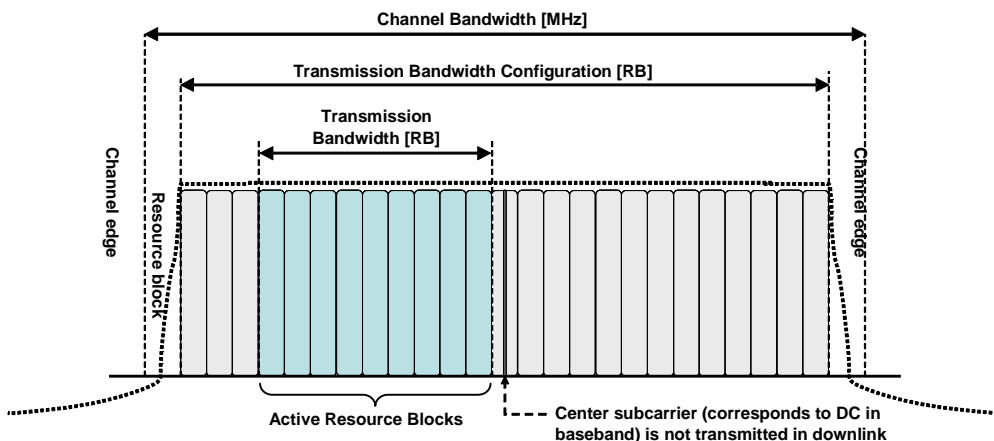 Channel Bandwidth [MHz]
Transmission Bandwidth Configuration [RB]
Transmission
Bandwidth [RB]
Channel edge
Resource block
Channel edge
Active Resource Blocks
Center subcarrier (corresponds to DC in
baseband) is not transmitted in downlink